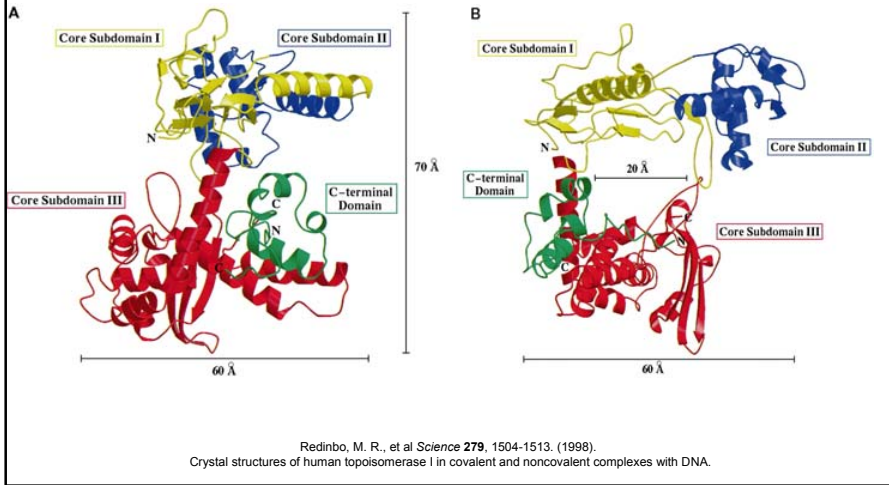 A
Core Subdomain I
Core Subdomain II
N
70 Å
Core Subdomain III
C-terminal
Domain
C
N
C
60 Å
B
Core Subdomain I
Core Subdomain II
N
20 Å
C-terminal
Domain
C
N
Core Subdomain III
C
60 Å
Redinbo, M. R., et al Science 279, 1504-1513. (1998).
Crystal structures of human topoisomerase I in covalent and noncovalent complexes with DNA.